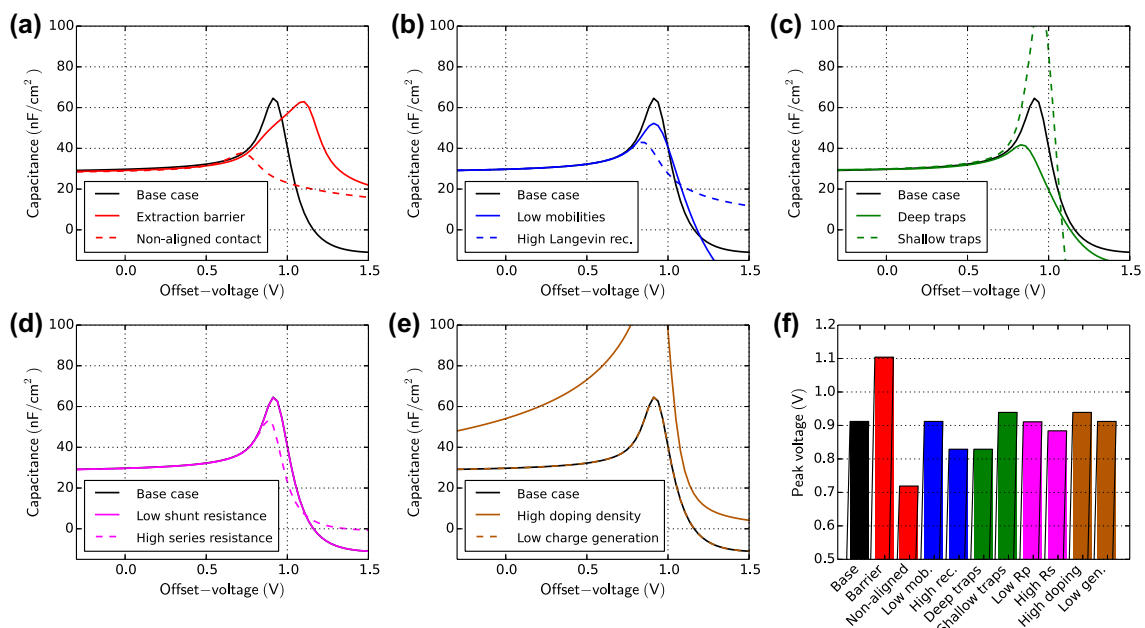 (a)
100
80
60
40
20
0
Capacitance (nF/cm²)
Base case
Extraction barrier
Non-aligned contact
0.0 0.5 1.0 1.5
Offset−voltage (V)
(b)
100
80
60
40
20
0
Capacitance (nF/cm²)
Base case
Low mobilities
High Langevin rec.
0.0 0.5 1.0 1.5
Offset−voltage (V)
(c)
100
80
60
40
20
0
Capacitance (nF/cm²)
Base case
Deep traps
Shallow traps
0.0 0.5 1.0 1.5
Offset−voltage (V)
(d)
100
80
60
40
20
0
Capacitance (nF/cm²)
Base case
Low shunt resistance
High series resistance
0.0 0.5 1.0 1.5
Offset−voltage (V)
(e)
100
80
60
40
20
0
Capacitance (nF/cm²)
Base case
High doping density
Low charge generation
0.0 0.5 1.0 1.5
Offset−voltage (V)
(f)
1.2
1.1
1.0
0.9
0.8
0.7
0.6
0.5
Peak voltage (V)
Base
Barrier
Non-aligned
Low mob.
High rec.
Deep traps
Shallow traps
Low Rp
High Rs
High doping
Low gen.